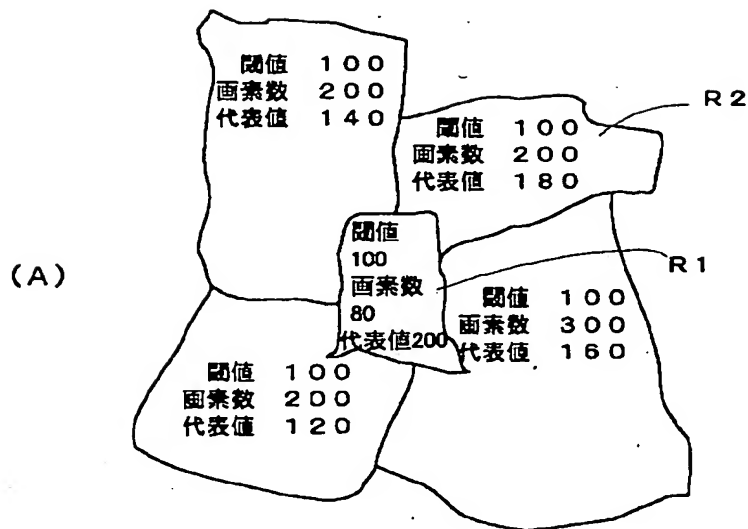 閾値 100
画素数 200
代表値 140
R2
閾値 100
画素数 200
代表値 180
(A)
閾値
100
画素数
80
代表値200
R1
閾値 100
画素数 300
代表値 160
閾値 100
画素数 200
代表値 120